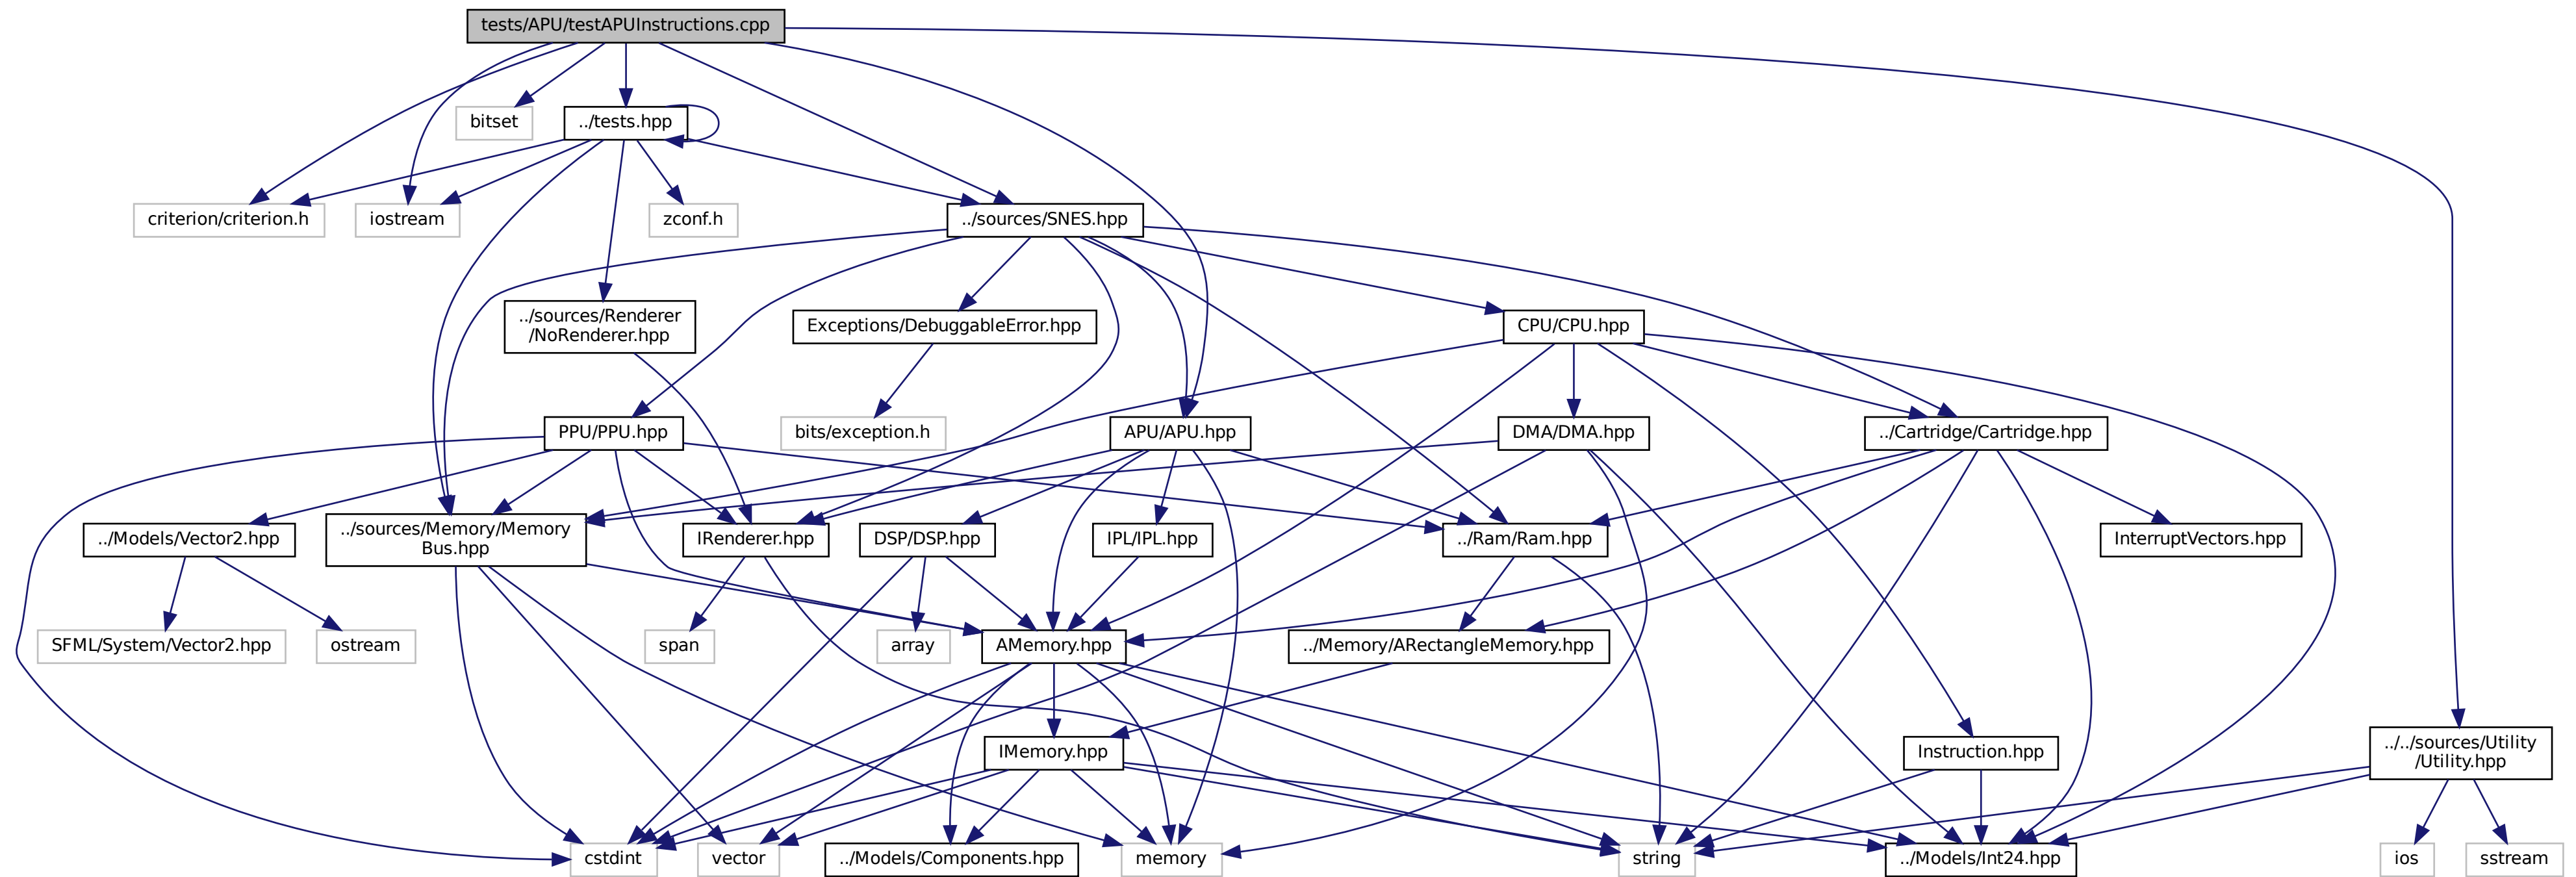 tests/APU/testAPUInstructions.cpp
bitset
../tests.hpp
criterion/criterion.h
iostream
zconf.h
../sources/SNES.hpp
../sources/Renderer
/NoRenderer.hpp
Exceptions/DebuggableError.hpp
CPU/CPU.hpp
PPU/PPU.hpp
bits/exception.h
APU/APU.hpp
DMA/DMA.hpp
../Cartridge/Cartridge.hpp
../Models/Vector2.hpp
../sources/Memory/Memory
Bus.hpp
IRenderer.hpp
DSP/DSP.hpp
IPL/IPL.hpp
../Ram/Ram.hpp
InterruptVectors.hpp
SFML/System/Vector2.hpp
ostream
span
array
AMemory.hpp
../Memory/ARectangleMemory.hpp
IMemory.hpp
Instruction.hpp
../../sources/Utility
/Utility.hpp
cstdint
vector
../Models/Components.hpp
memory
string
../Models/Int24.hpp
ios
sstream